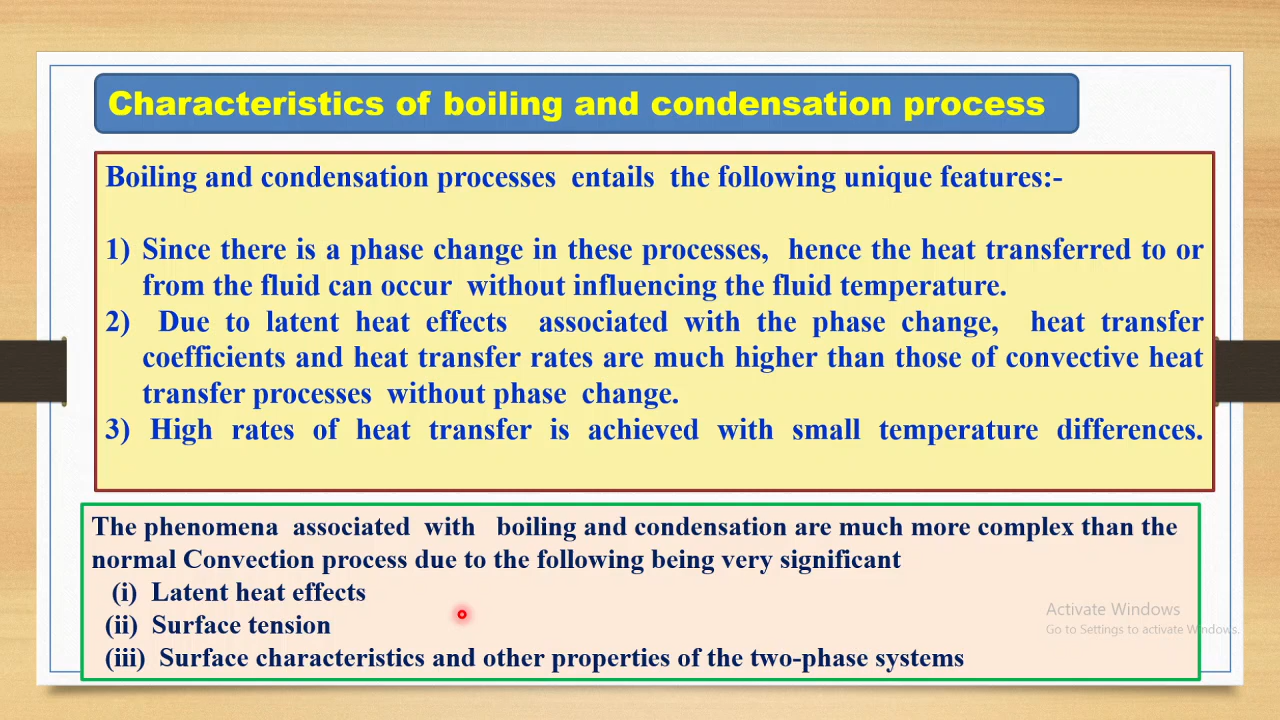 Characteristics of boiling and condensation process
Boiling and condensation processes entails the following unique features:-
1) Since there is a phase change in these processes, hence the heat transferred to or
from the fluid can occur without influencing the fluid temperature.
2) Due to latent heat effects associated with the phase change, heat transfer
coefficients and heat transfer rates are much higher than those of convective heat
transfer processes without phase change.
3) High rates of heat transfer is achieved with small temperature differences.
The phenomena associated with boiling and condensation are much more complex than the
normal Convection process due to the following being very significant
(i) Latent heat effects
(ii) Surface tension
(iii) Surface characteristics and other properties of the two-phase systems
Activate Windows
Go to Settings to activate Windows.